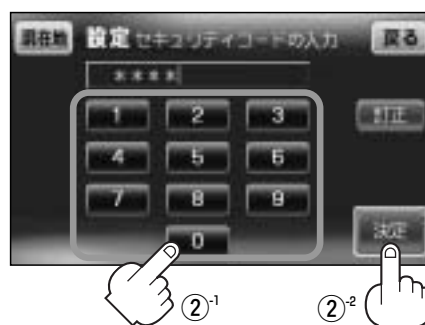 現在地 設定 セキュリティコードの入力 戻る
****
1 2 3 訂正
4 5 6
7 8 9
0 決定
②-1 ②-2